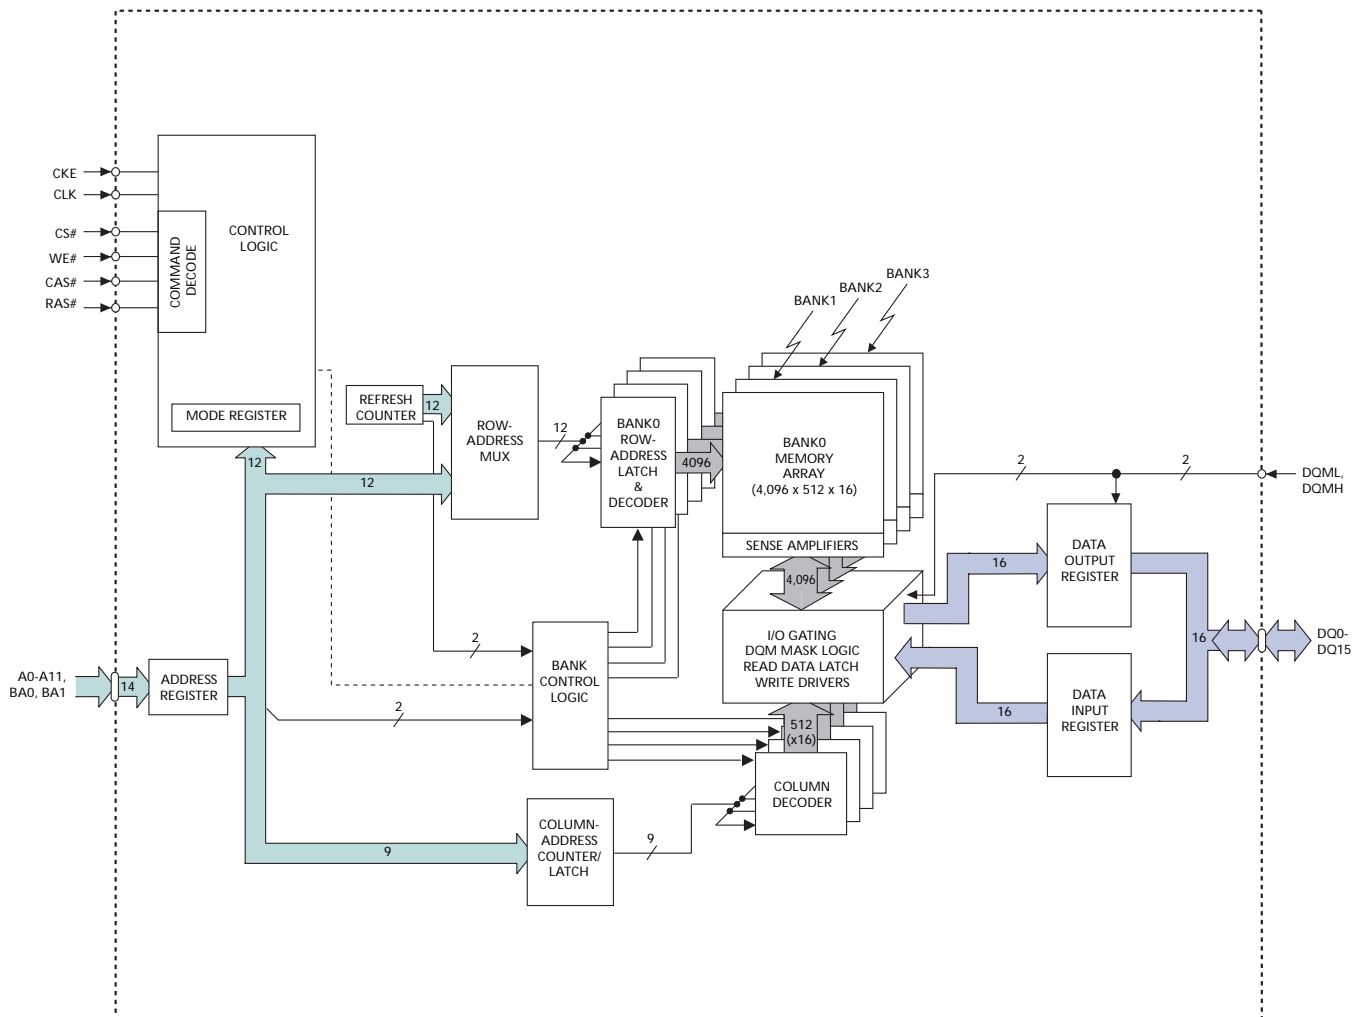 CKE
CLK
CS#
WE#
CAS#
RAS#
COMMAND
DECODE
CONTROL
LOGIC
MODE REGISTER
BANK1
BANK2
BANK3
REFRESH
COUNTER
12
ROW-
ADDRESS
MUX
12
BANK0
ROW-
ADDRESS
LATCH
&
DECODER
4096
BANK0
MEMORY
ARRAY
(4,096 x 512 x 16)
SENSE AMPLIFIERS
12
12
2
2
DQML,
DQMH
DATA
OUTPUT
REGISTER
16
4,096
I/O GATING
DQM MASK LOGIC
READ DATA LATCH
WRITE DRIVERS
16
DQ0-
DQ15
DATA
INPUT
REGISTER
16
A0-A11,
BA0, BA1
14
ADDRESS
REGISTER
2
2
BANK
CONTROL
LOGIC
512
(x16)
COLUMN
DECODER
9
COLUMN-
ADDRESS
COUNTER/
LATCH
9